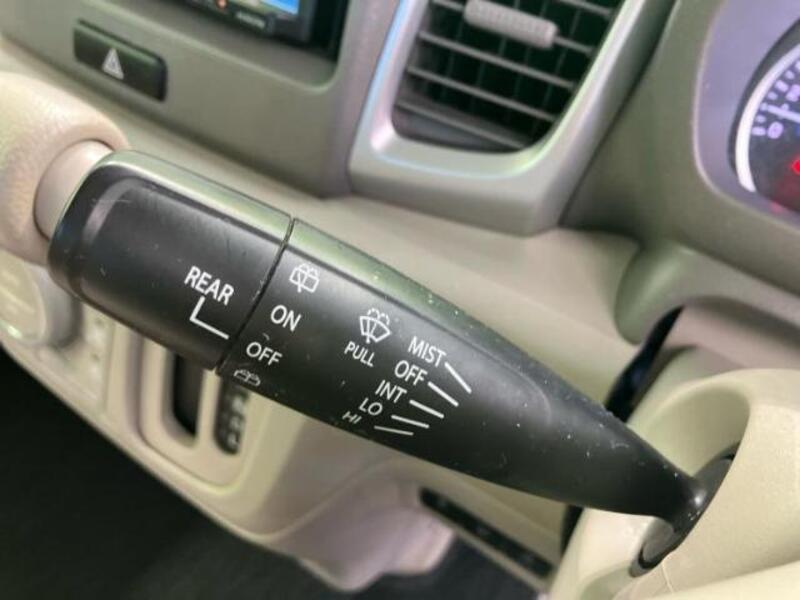 REAR
ON
OFF
PULL
MIST
OFF
INT
LO
HI